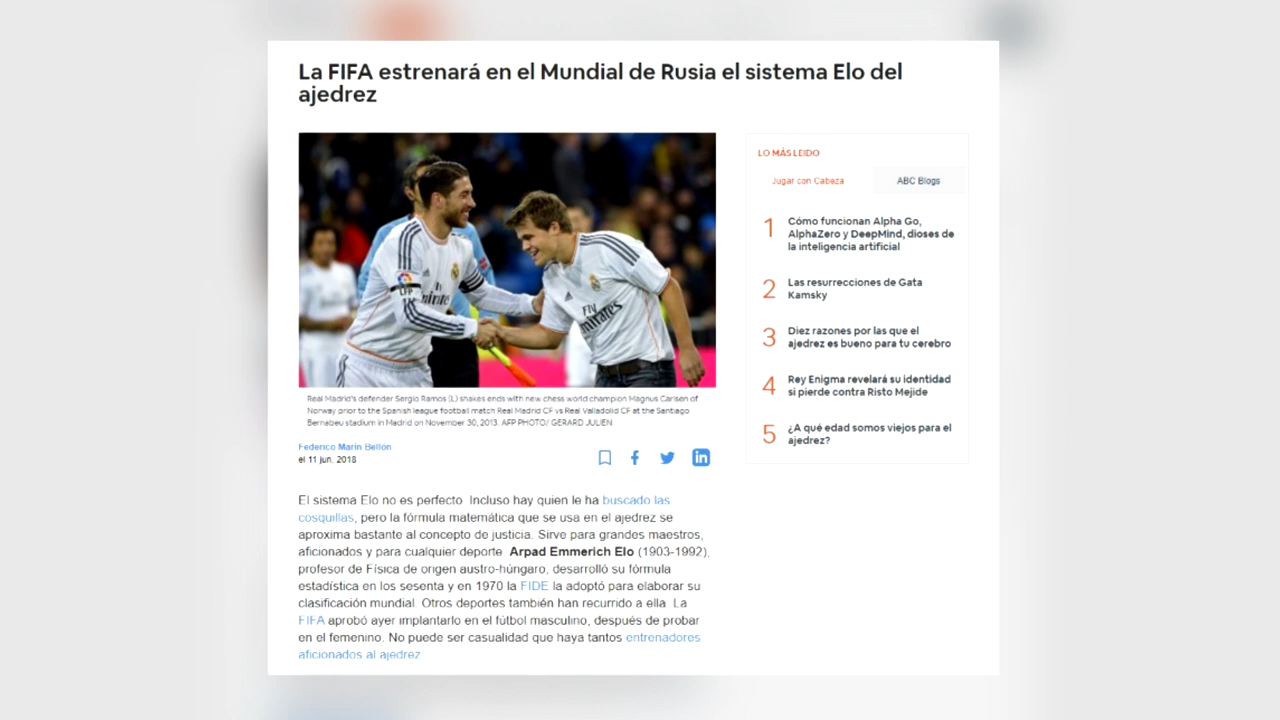 La FIFA estrenará en el Mundial de Rusia el sistema Elo del
ajedrez
LFP
Emirates
Fly
Emirates
Real Madrid's defender Sergio Ramos (L) shakes ends with new chess world champion Magnus Carlsen of
Norway prior to the Spanish league football match Real Madrid CF vs Real Valladolid CF at the Santiago
Bernabeu stadium in Madrid on November 30, 2013. AFP PHOTO/ GERARD JULIEN
Federico Marín Bellón
el 11 jun. 2018
in
El sistema Elo no es perfecto. Incluso hay quien le ha buscado las
cosquillas, pero la fórmula matemática que se usa en el ajedrez se
aproxima bastante al concepto de justicia. Sirve para grandes maestros,
aficionados y para cualquier deporte. Arpad Emmerich Elo (1903-1992),
profesor de Física de origen austro-húngaro, desarrolló su fórmula
estadística en los sesenta y en 1970 la FIDE la adoptó para elaborar su
clasificación mundial. Otros deportes también han recurrido a ella. La
FIFA aprobó ayer implantarlo en el fútbol masculino, después de probar
en el femenino. No puede ser casualidad que haya tantos entrenadores
aficionados al ajedrez
LO MÁS LEIDO
Jugar con Cabeza
ABC Blogs
1 Cómo funcionan Alpha Go,
AlphaZero y DeepMind, dioses de
la inteligencia artificial
2 Las resurrecciones de Gata
Kamsky
3 Diez razones por las que el
ajedrez es bueno para tu cerebro
4 Rey Enigma revelará su identidad
si pierde contra Risto Mejide
5 ¿A qué edad somos viejos para el
ajedrez?